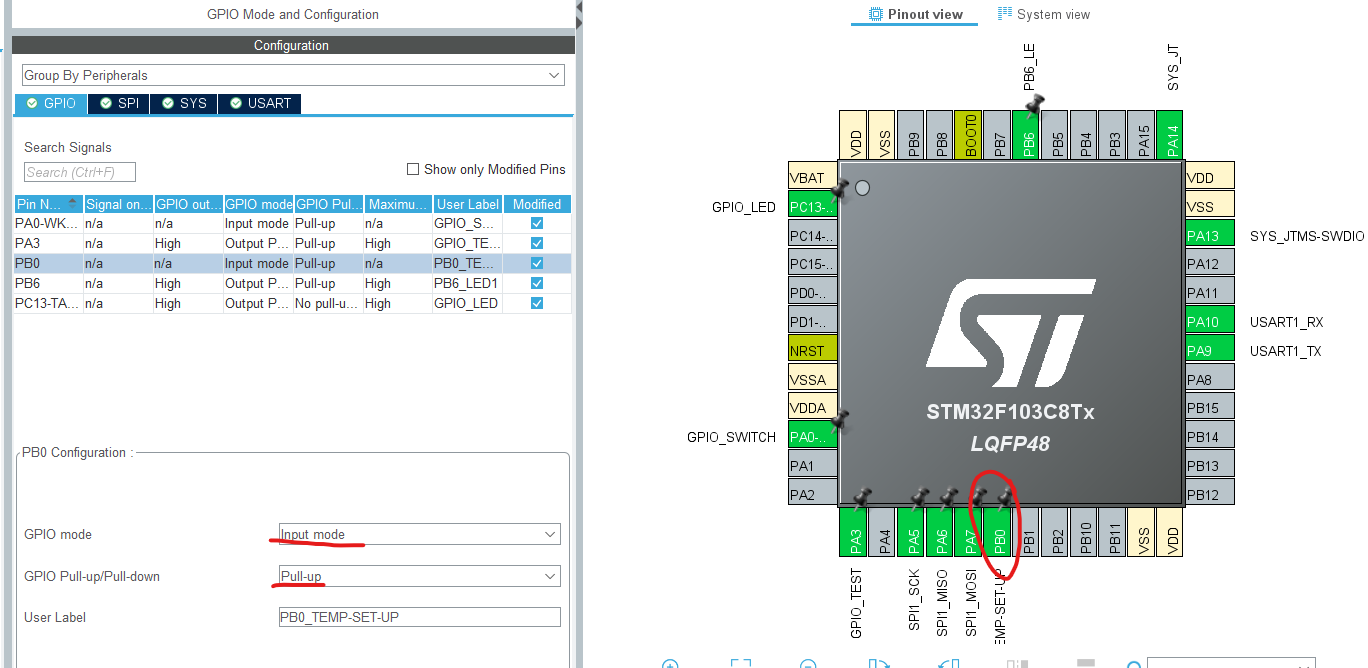 GPIO Mode and Configuration
Configuration
Group By Peripherals
GPIO SPI SYS USART
Search Signals
Search (Ctrl+F)
Show only Modified Pins
Pin N... Signal on... GPIO out... GPIO mode GPIO Pul... Maximu... User Label Modified
PA0-WK... n/a n/a Input mode Pull-up n/a GPIO_S...
PA3 n/a High Output P... Pull-up High GPIO_TE...
PB0 n/a n/a Input mode Pull-up n/a PB0_TE...
PB6 n/a High Output P... Pull-up High PB6_LED1
PC13-TA... n/a High Output P... No pull-u... High GPIO_LED
PB0 Configuration :
GPIO mode Input mode
GPIO Pull-up/Pull-down Pull-up
User Label PB0_TEMP-SET-UP
Pinout view System view
PB6_LE
SYS_JT
VDD VSS PB9 PB8 BOOT0 PB7 PB6 PB5 PB4 PB3 PA15 PA14
VBAT
GPIO_LED PC13-..
PC14-..
PC15-..
PD0-..
PD1-..
NRST
VSSA
VDDA
GPIO_SWITCH PA0-..
PA1
PA2
VDD
VSS
PA13 SYS_JTMS-SWDIO
PA12
PA11
PA10 USART1_RX
PA9 USART1_TX
PA8
PB15
PB14
PB13
PB12
ST
STM32F103C8Tx
LQFP48
PA3 PA4 PA5 PA6 PA7 PB0 PB1 PB2 PB10 PB11 VSS VDD
GPIO_TEST
SPI1_SCK
SPI1_MISO
SPI1_MOSI
EMP-SET-UP